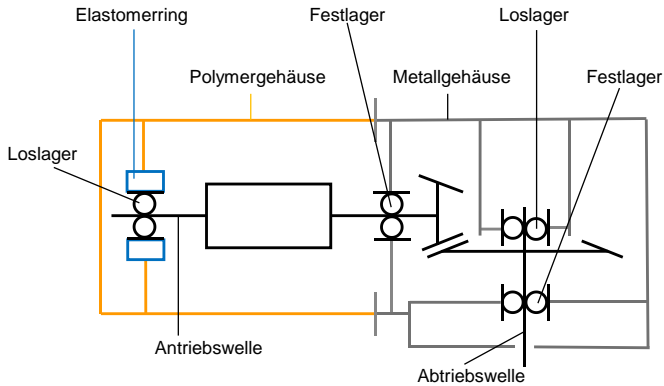 Elastomerring
Festlager
Loslager
Polymergehäuse
Metallgehäuse
Festlager
Loslager
Antriebswelle
Abtriebswelle